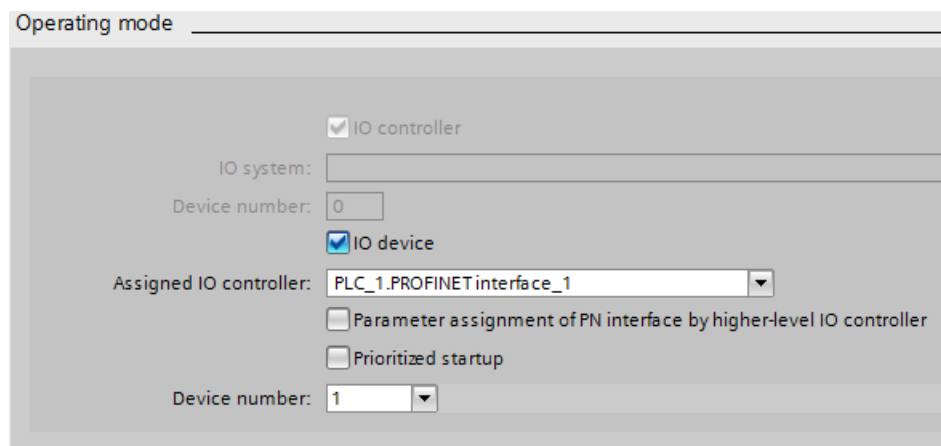 Operating mode
IO controller
IO system:
Device number: 0
IO device
Assigned IO controller: PLC_1.PROFINET interface_1
Parameter assignment of PN interface by higher-level IO controller
Prioritized startup
Device number: 1